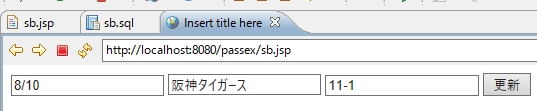 sb.jsp sb.sql Insert title here
http://localhost:8080/passex/sb.jsp
8/10 阪神タイガース 11-1 更新